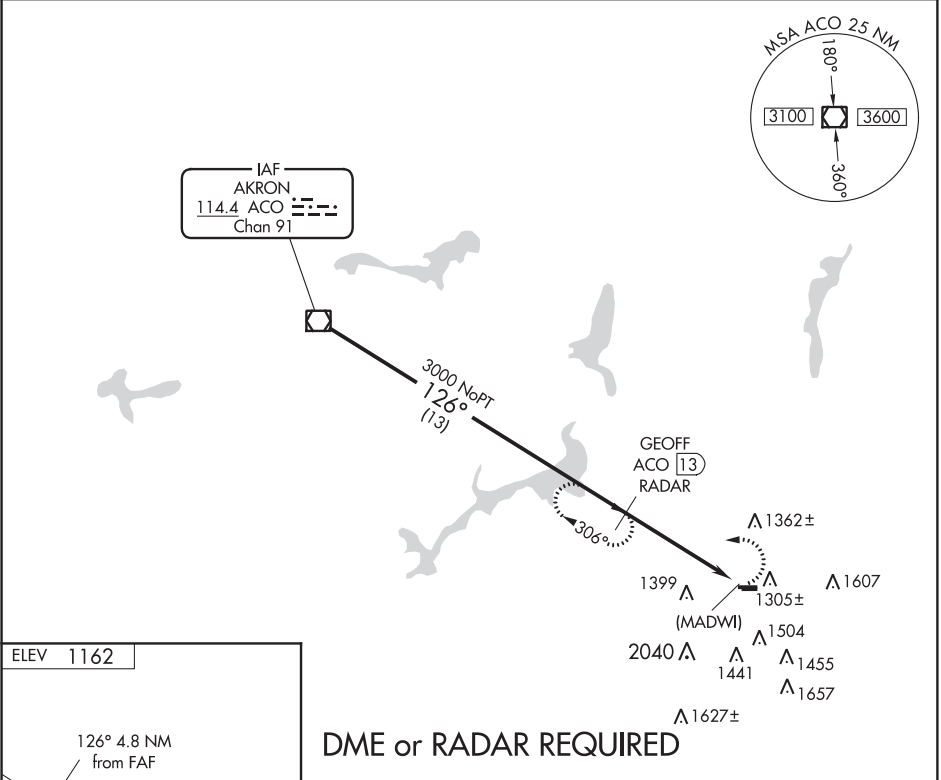 MSA ACO 25 NM
180°
3100
3600
360°
IAF
AKRON
114.4 ACO
Chan 91
3000 NoPT
126°
(13)
GEOFF
ACO 13
RADAR
306°
1362±
1399
1607
1305±
(MADWI)
1504
2040
1441
1455
1657
1627±
ELEV 1162
126° 4.8 NM
from FAF
DME or RADAR REQUIRED